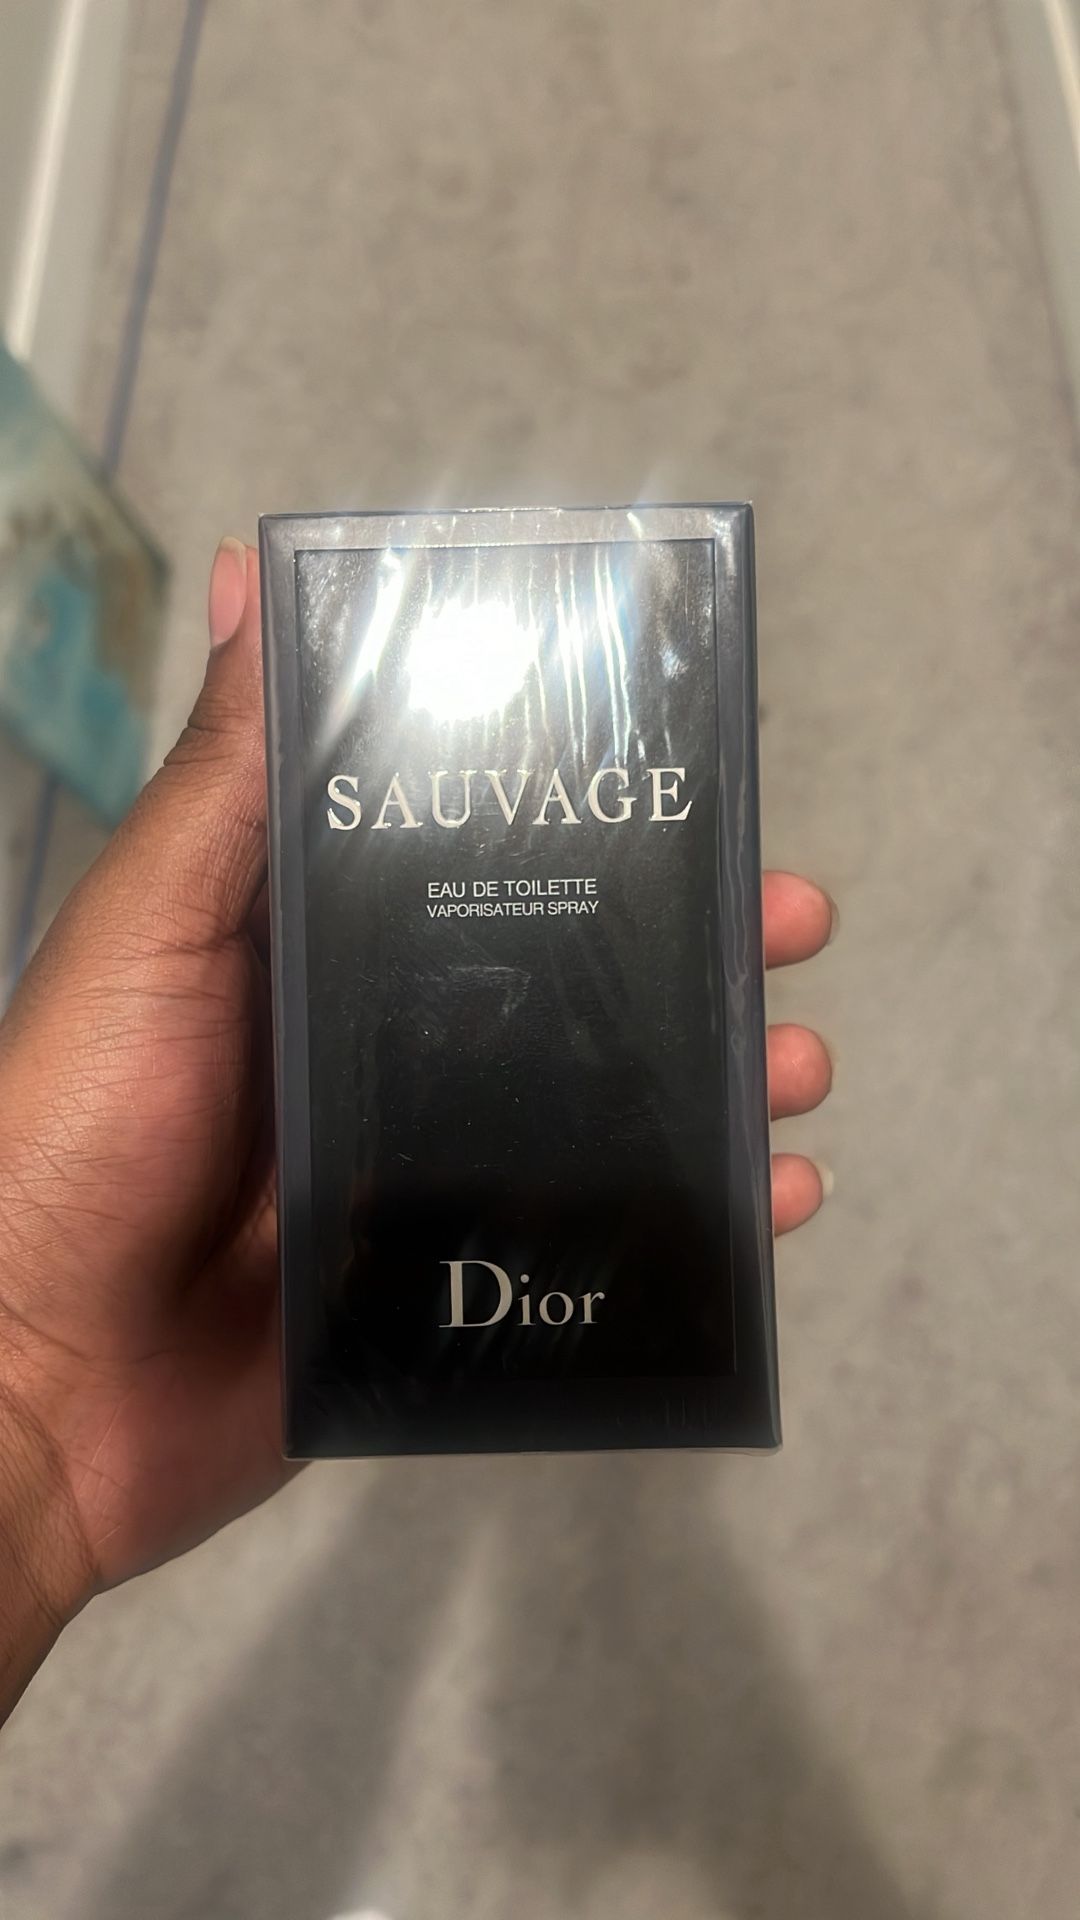 SAUVAGE
EAU DE TOILETTE
VAPORISATEUR SPRAY
Dior